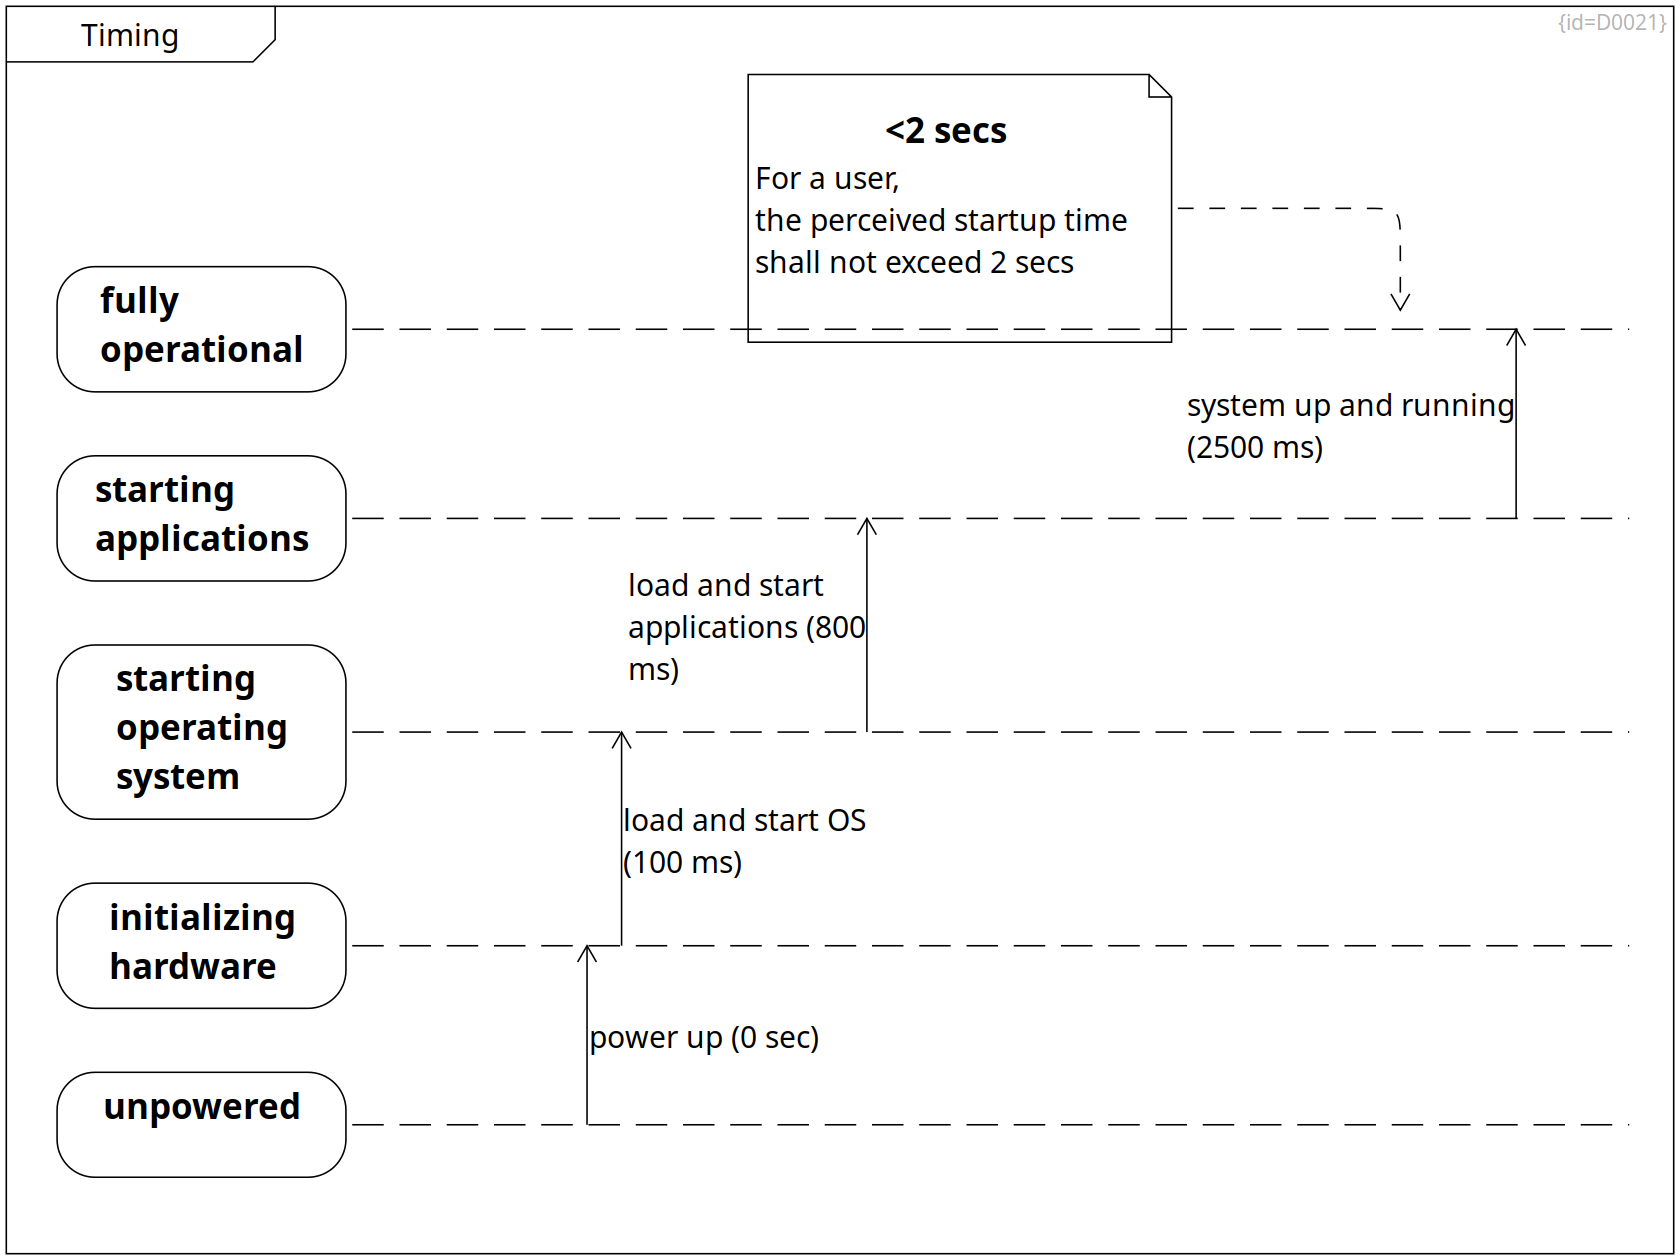 Timing
{id=D0021}
<2 secs
For a user,
the perceived startup time
shall not exceed 2 secs
fully
operational
system up and running
(2500 ms)
starting
applications
load and start
applications (800
ms)
starting
operating
system
load and start OS
(100 ms)
initializing
hardware
power up (0 sec)
unpowered